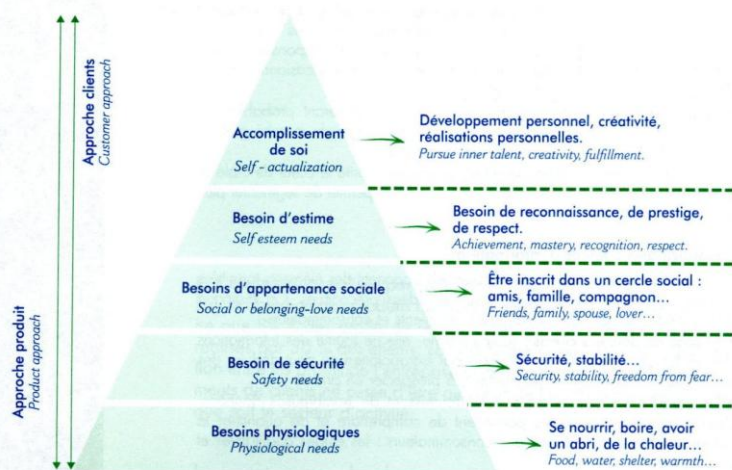 Approche clients
Customer approach
Approche produit
Product approach
Accomplissement
de soi
Self - actualization
Développement personnel, créativité,
réalisations personnelles.
Pursue inner talent, creativity, fulfillment.
Besoin d'estime
Self esteem needs
Besoin de reconnaissance, de prestige,
de respect.
Achievement, mastery, recognition, respect.
Besoins d'appartenance sociale
Social or belonging-love needs
Être inscrit dans un cercle social :
amis, famille, compagnon...
Friends, family, spouse, lover...
Besoin de sécurité
Safety needs
Sécurité, stabilité...
Security, stability, freedom from fear...
Besoins physiologiques
Physiological needs
Se nourrir, boire, avoir
un abri, de la chaleur...
Food, water, shelter, warmth...